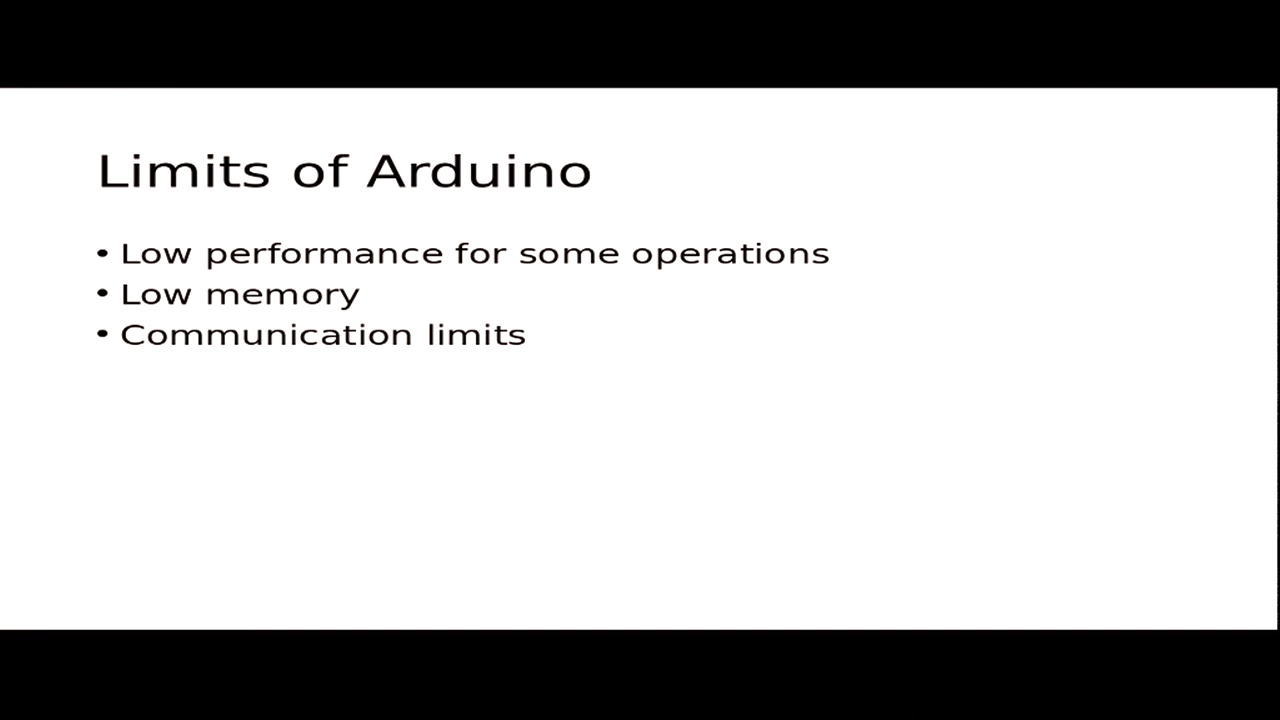 Limits of Arduino
• Low performance for some operations
• Low memory
• Communication limits